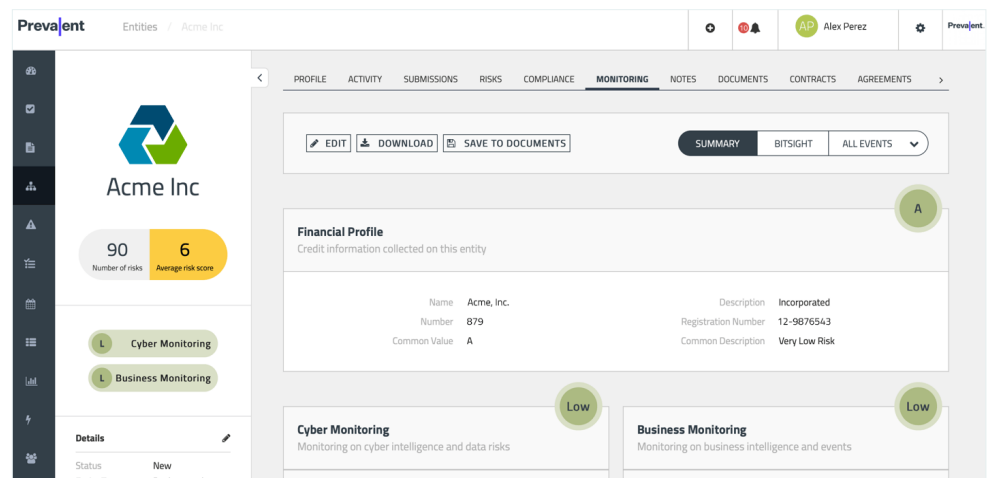 Prevalent
Entities / Acme Inc
10
AP Alex Perez
Prevalent
PROFILE ACTIVITY SUBMISSIONS RISKS COMPLIANCE MONITORING NOTES DOCUMENTS CONTRACTS AGREEMENTS
EDIT DOWNLOAD SAVE TO DOCUMENTS
SUMMARY BITSIGHT ALL EVENTS
Acme Inc
90
Number of risks
6
Average risk score
L Cyber Monitoring
L Business Monitoring
Details
Status New
A
Financial Profile
Credit information collected on this entity
Name Acme, Inc.
Number 879
Common Value A
Description Incorporated
Registration Number 12-9876543
Common Description Very Low Risk
Low
Cyber Monitoring
Monitoring on cyber intelligence and data risks
Low
Business Monitoring
Monitoring on business intelligence and events